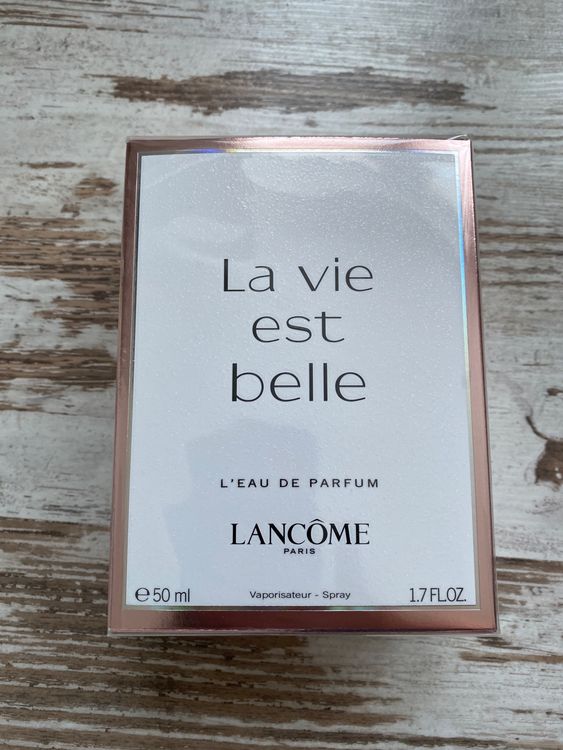 La vie
est
belle
L'EAU DE PARFUM
LANCÔME
PARIS
℮ 50 ml Vaporisateur - Spray 1.7 FL.OZ.